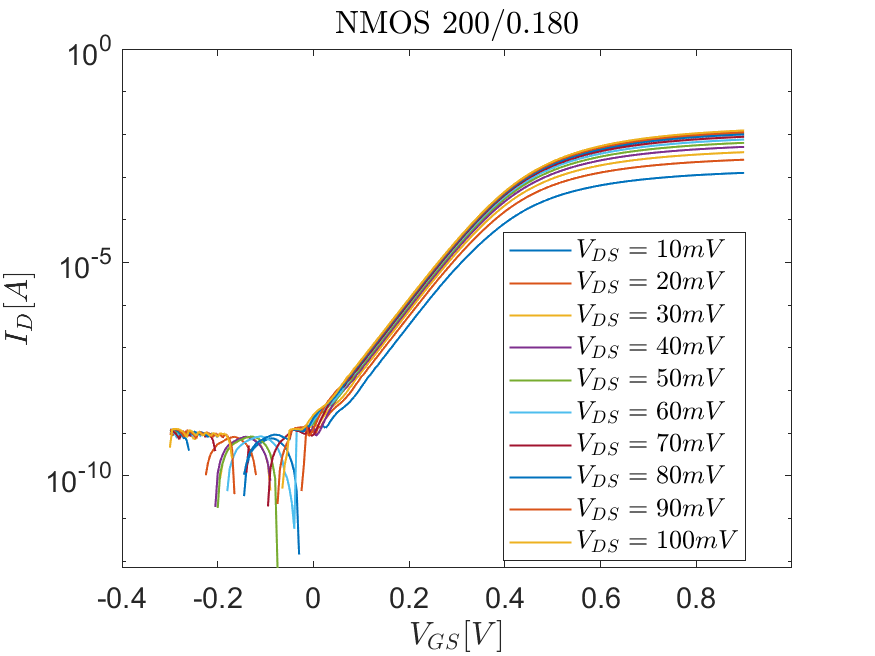 NMOS 200/0.180
10^0
10^-5
10^-10
I_D[A]
V_DS = 10mV
V_DS = 20mV
V_DS = 30mV
V_DS = 40mV
V_DS = 50mV
V_DS = 60mV
V_DS = 70mV
V_DS = 80mV
V_DS = 90mV
V_DS = 100mV
-0.4 -0.2 0 0.2 0.4 0.6 0.8
V_GS[V]